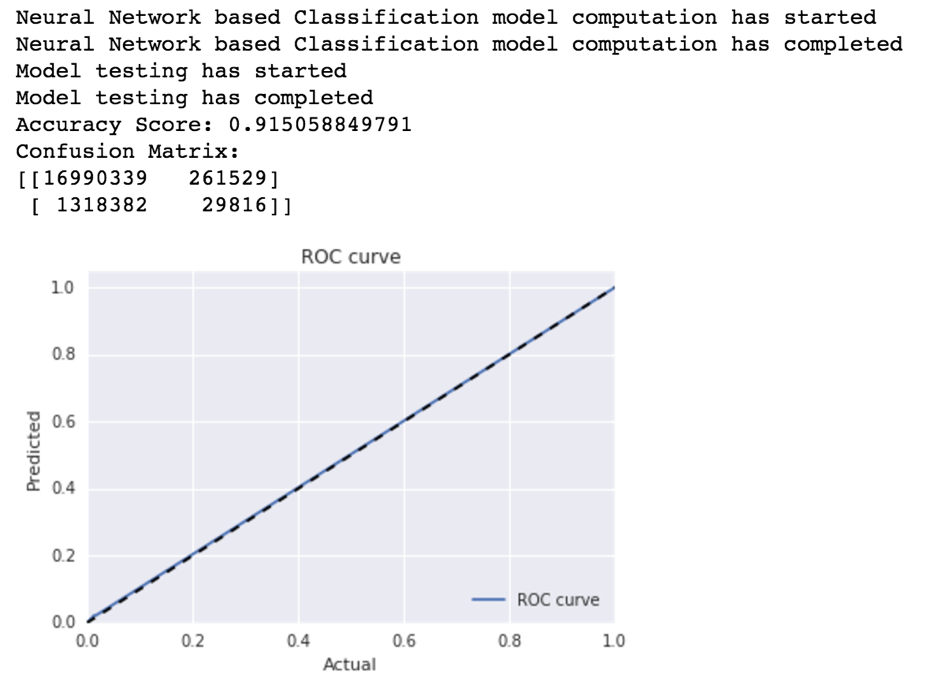 Neural Network based Classification model computation has started
Neural Network based Classification model computation has completed
Model testing has started
Model testing has completed
Accuracy Score: 0.915058849791
Confusion Matrix:
[[16990339   261529]
 [ 1318382    29816]]
ROC curve
1.0
0.8
0.6
0.4
0.2
0.0
Predicted
ROC curve
0.0 0.2 0.4 0.6 0.8 1.0
Actual